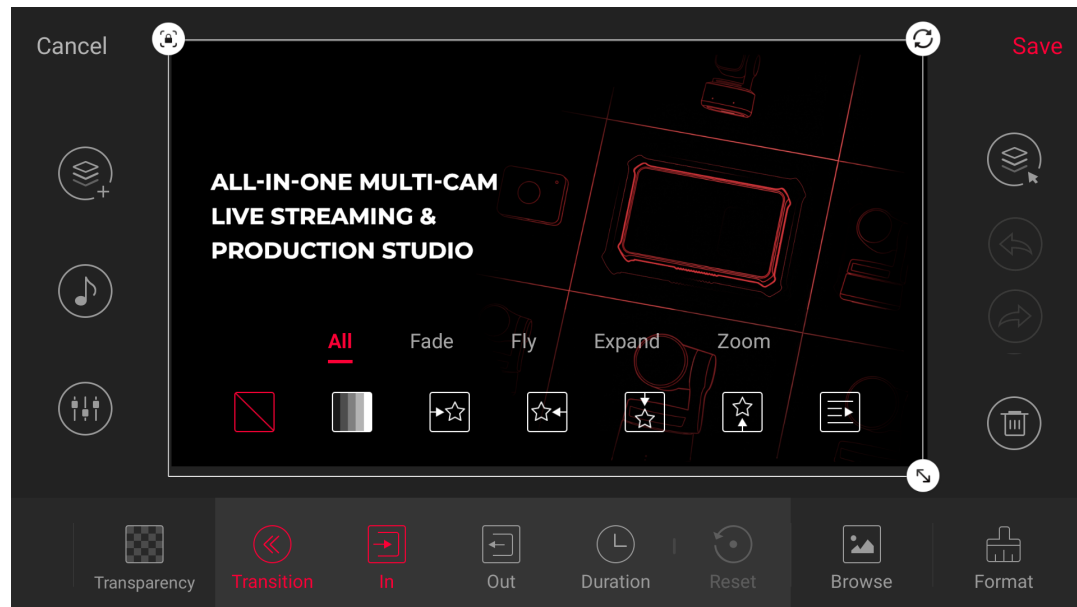 Cancel
Save
ALL-IN-ONE MULTI-CAM
LIVE STREAMING &
PRODUCTION STUDIO
All Fade Fly Expand Zoom
Transparency Transition In Out Duration Reset Browse Format